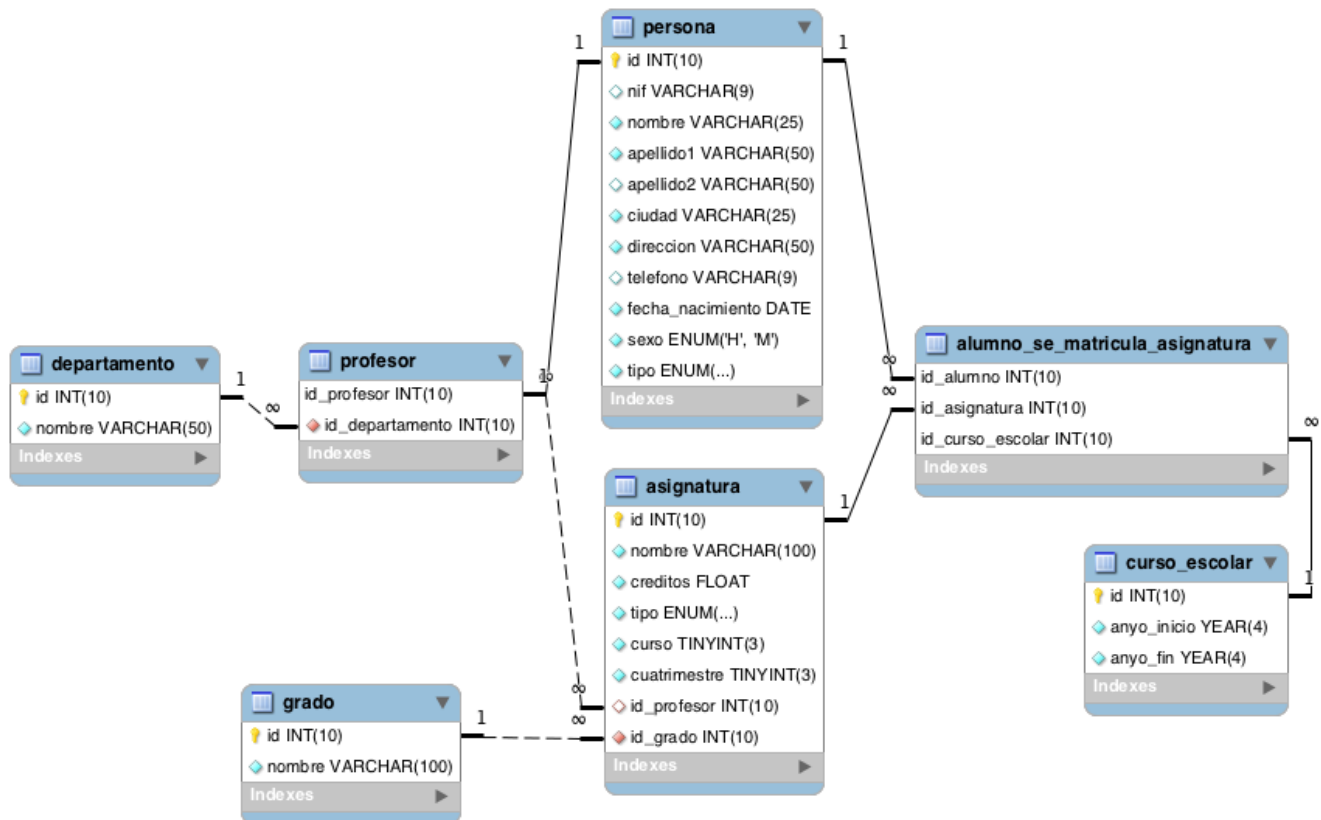 persona
id INT(10)
nif VARCHAR(9)
nombre VARCHAR(25)
apellido1 VARCHAR(50)
apellido2 VARCHAR(50)
ciudad VARCHAR(25)
direccion VARCHAR(50)
telefono VARCHAR(9)
fecha_nacimiento DATE
sexo ENUM('H', 'M')
tipo ENUM(...)
Indexes
1
1
departamento
id INT(10)
nombre VARCHAR(50)
Indexes
1
∞
profesor
id_profesor INT(10)
id_departamento INT(10)
Indexes
1
∞
alumno_se_matricula_asignatura
id_alumno INT(10)
id_asignatura INT(10)
id_curso_escolar INT(10)
Indexes
∞
∞
∞
asignatura
id INT(10)
nombre VARCHAR(100)
creditos FLOAT
tipo ENUM(...)
curso TINYINT(3)
cuatrimestre TINYINT(3)
id_profesor INT(10)
id_grado INT(10)
Indexes
1
∞
∞
curso_escolar
id INT(10)
anyo_inicio YEAR(4)
anyo_fin YEAR(4)
Indexes
1
grado
id INT(10)
nombre VARCHAR(100)
Indexes
1